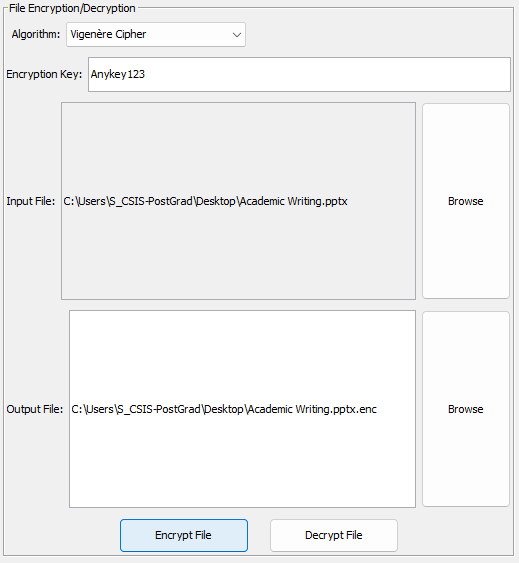 File Encryption/Decryption
Algorithm: Vigenère Cipher
Encryption Key: Anykey123
Input File: C:\Users\S_CSIS-PostGrad\Desktop\Academic Writing.pptx Browse
Output File: C:\Users\S_CSIS-PostGrad\Desktop\Academic Writing.pptx.enc Browse
Encrypt File Decrypt File